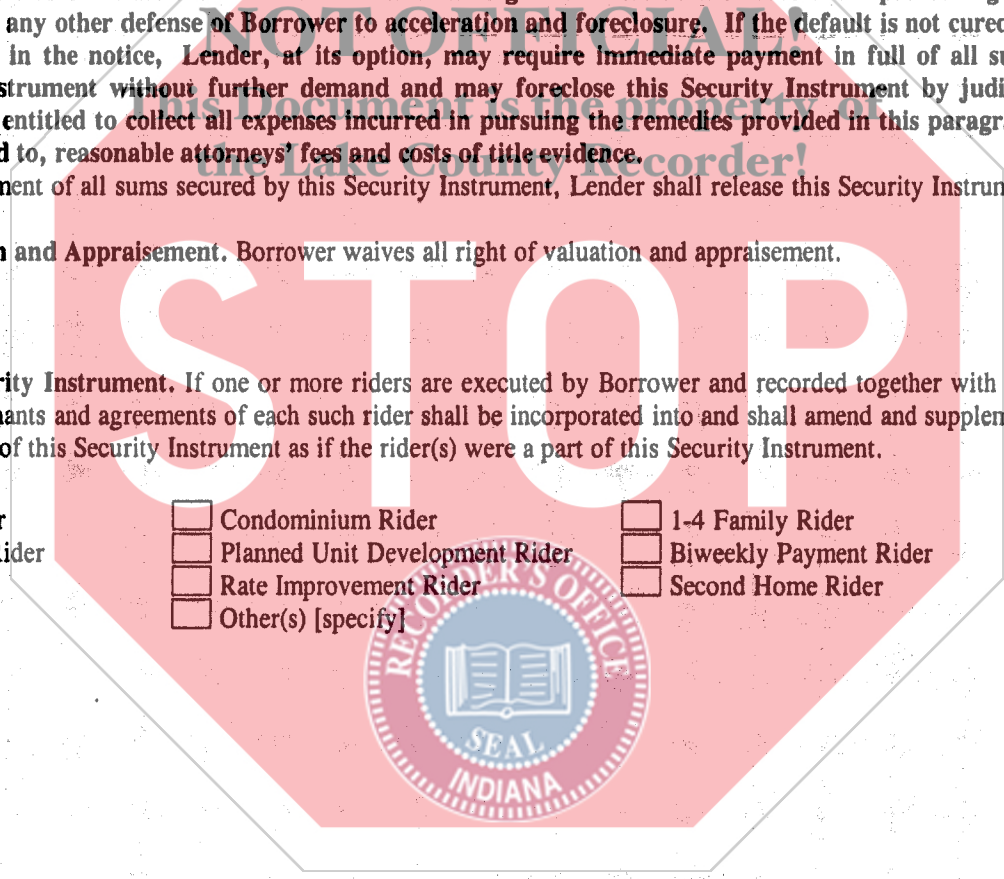 NOT OFFICIAL!
any other defense of Borrower to acceleration and foreclosure. If the default is not cured
in the notice, Lender, at its option, may require immediate payment in full of all su
strument without further demand and may foreclose this Security Instrument by judi
This Document is the property of
entitled to collect all expenses incurred in pursuing the remedies provided in this paragra
d to, reasonable attorneys' fees and costs of title evidence.
the Lake County Recorder!
ment of all sums secured by this Security Instrument, Lender shall release this Security Instrum
n and Appraisement. Borrower waives all right of valuation and appraisement.
STOP
rity Instrument. If one or more riders are executed by Borrower and recorded together with
nants and agreements of each such rider shall be incorporated into and shall amend and supplem
of this Security Instrument as if the rider(s) were a part of this Security Instrument.
r Condominium Rider 1-4 Family Rider
ider Planned Unit Development Rider Biweekly Payment Rider
Rate Improvement Rider Second Home Rider
Other(s) [specify]
RECORDER'S OFFICE
SEAL
INDIANA